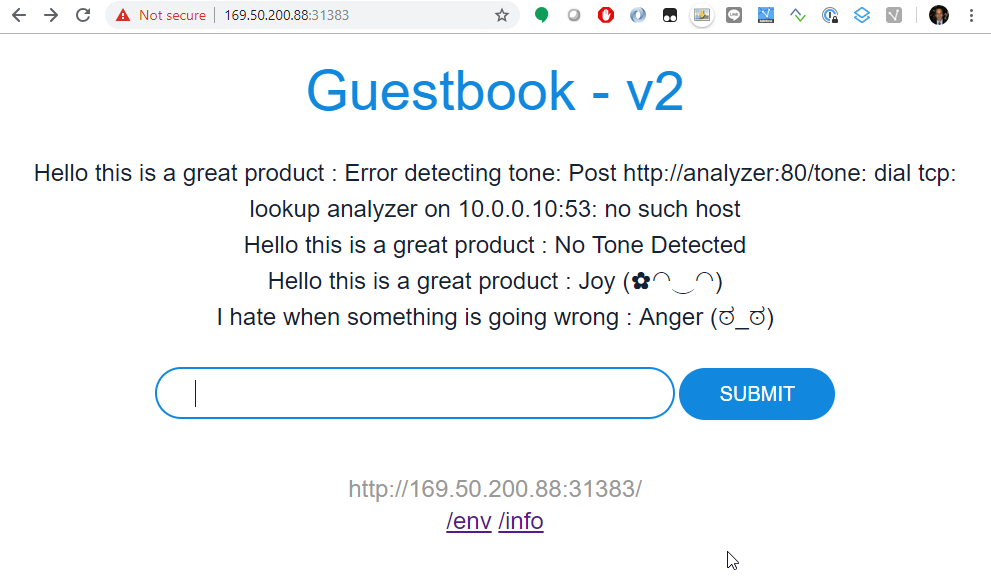 Not secure | 169.50.200.88:31383
Guestbook - v2
Hello this is a great product : Error detecting tone: Post http://analyzer:80/tone: dial tcp:
lookup analyzer on 10.0.0.10:53: no such host
Hello this is a great product : No Tone Detected
Hello this is a great product : Joy (✿◠‿◠)
I hate when something is going wrong : Anger (ಠ_ಠ)
SUBMIT
http://169.50.200.88:31383/
/env /info